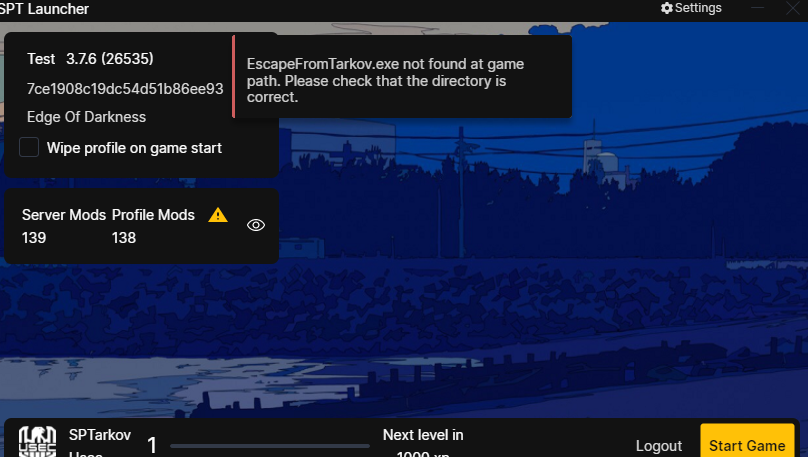 SPT Launcher
Settings
Test 3.7.6 (26535)
7ce1908c19dc54d51b86ee93
Edge Of Darkness
Wipe profile on game start
EscapeFromTarkov.exe not found at game
path. Please check that the directory is
correct.
Server Mods Profile Mods
139 138
USEC
SPTarkov
Usec
1
Next level in
1000 xp
Logout
Start Game